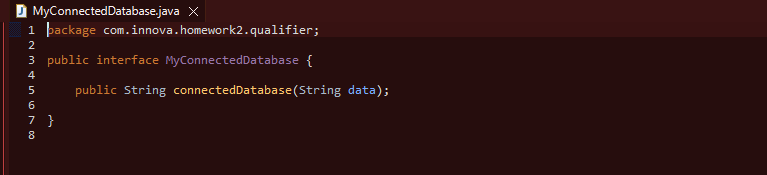 MyConnectedDatabase.java
1 package com.innova.homework2.qualifier;
2
3 public interface MyConnectedDatabase {
4
5     public String connectedDatabase(String data);
6
7 }
8